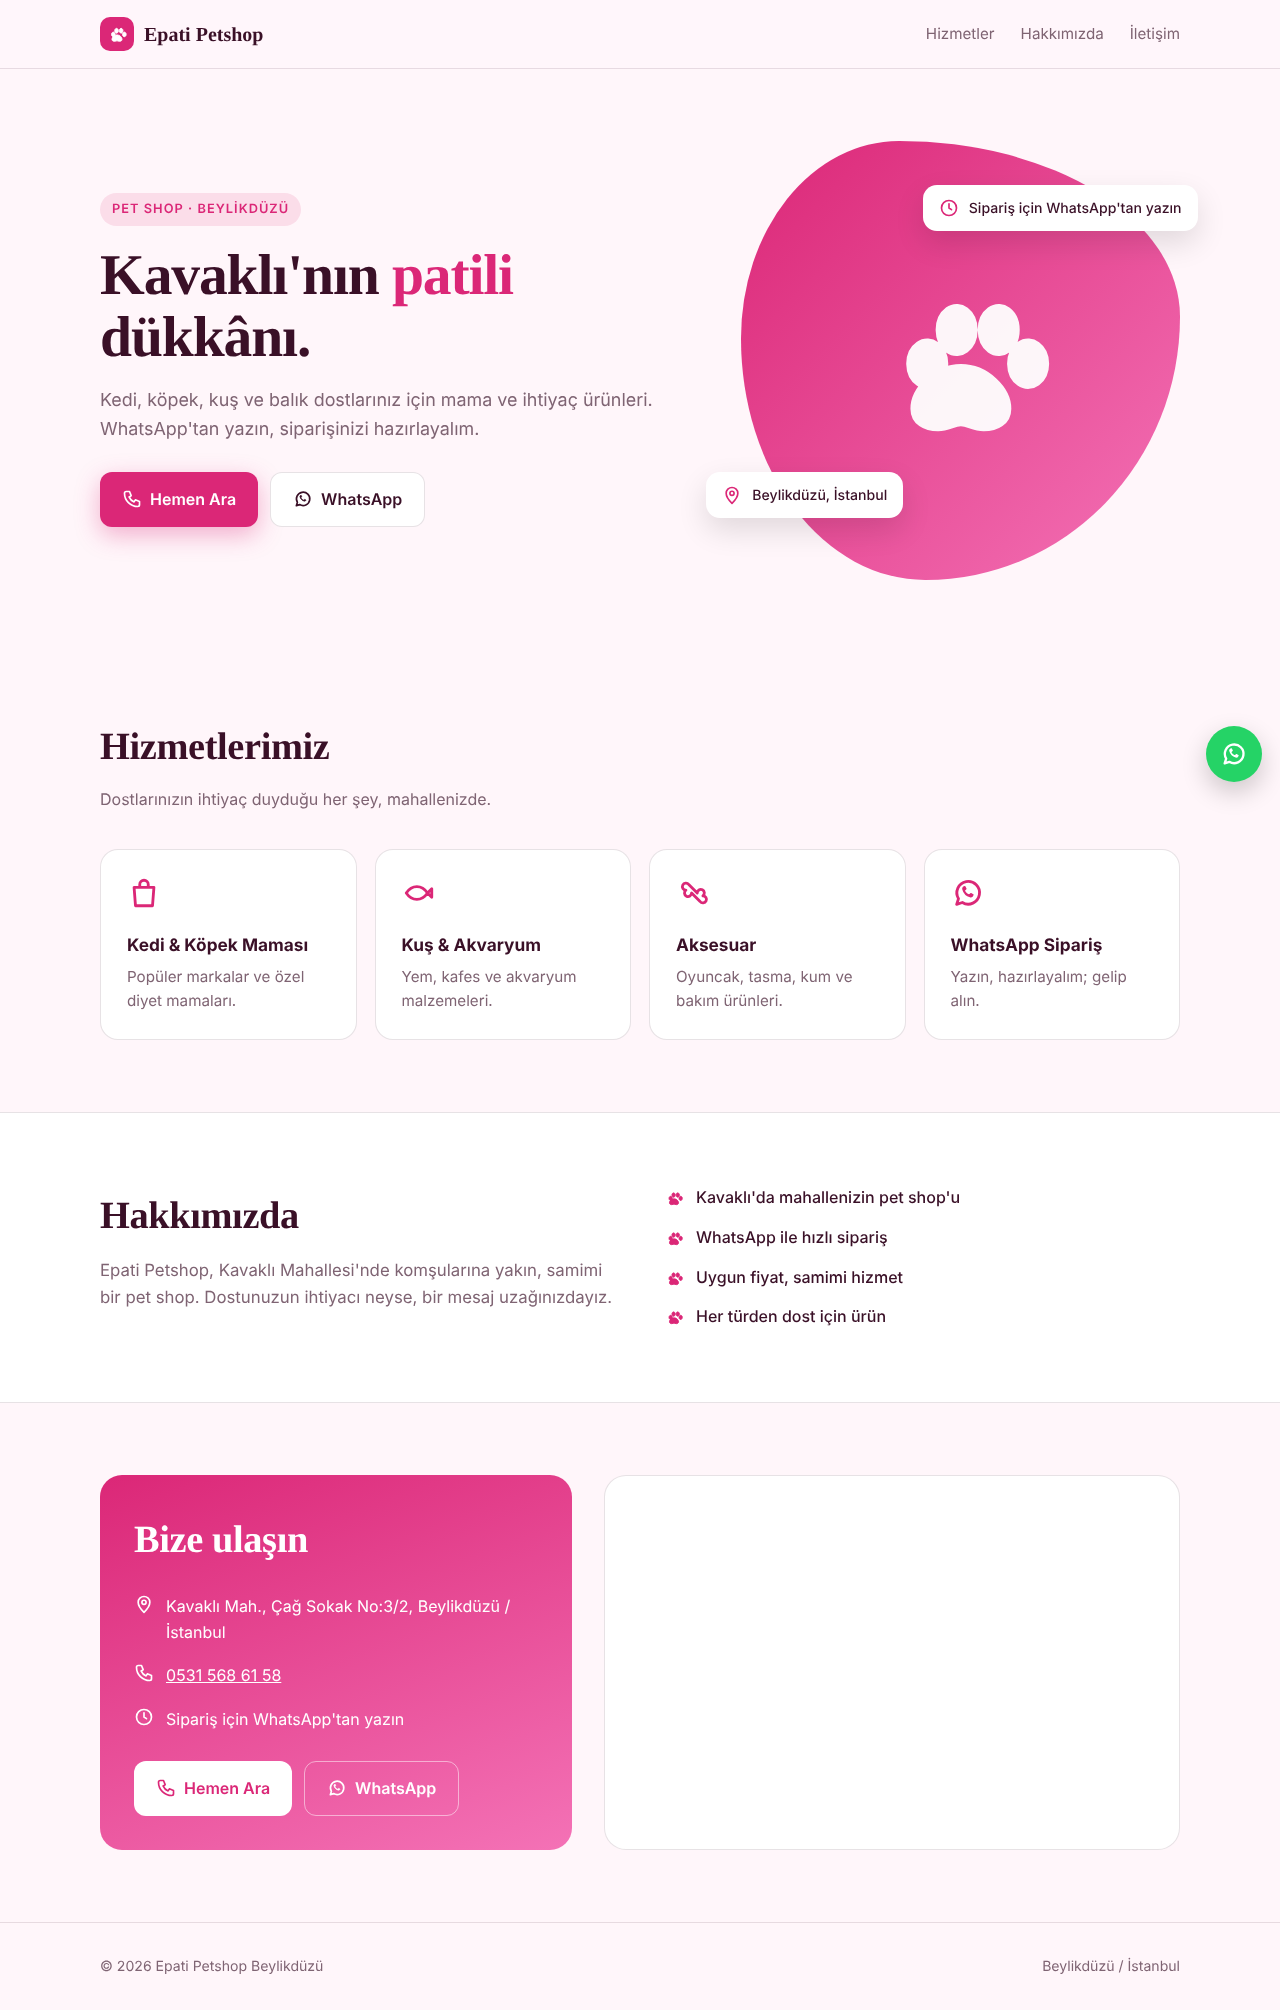 Epati Petshop
Hizmetler
Hakkımızda
İletişim
PET SHOP · BEYLİKDÜZÜ
Kavaklı'nın patili
dükkânı.
Kedi, köpek, kuş ve balık dostlarınız için mama ve ihtiyaç ürünleri.
WhatsApp'tan yazın, siparişinizi hazırlayalım.
Hemen Ara
WhatsApp
Sipariş için WhatsApp'tan yazın
Beylikdüzü, İstanbul
Hizmetlerimiz
Dostlarınızın ihtiyaç duyduğu her şey, mahallenizde.
Kedi & Köpek Maması
Popüler markalar ve özel
diyet mamaları.
Kuş & Akvaryum
Yem, kafes ve akvaryum
malzemeleri.
Aksesuar
Oyuncak, tasma, kum ve
bakım ürünleri.
WhatsApp Sipariş
Yazın, hazırlayalım; gelip
alın.
Hakkımızda
Epati Petshop, Kavaklı Mahallesi'nde komşularına yakın, samimi
bir pet shop. Dostunuzun ihtiyacı neyse, bir mesaj uzağınızdayız.
Kavaklı'da mahallenizin pet shop'u
WhatsApp ile hızlı sipariş
Uygun fiyat, samimi hizmet
Her türden dost için ürün
Bize ulaşın
Kavaklı Mah., Çağ Sokak No:3/2, Beylikdüzü /
İstanbul
0531 568 61 58
Sipariş için WhatsApp'tan yazın
Hemen Ara
WhatsApp
© 2026 Epati Petshop Beylikdüzü
Beylikdüzü / İstanbul